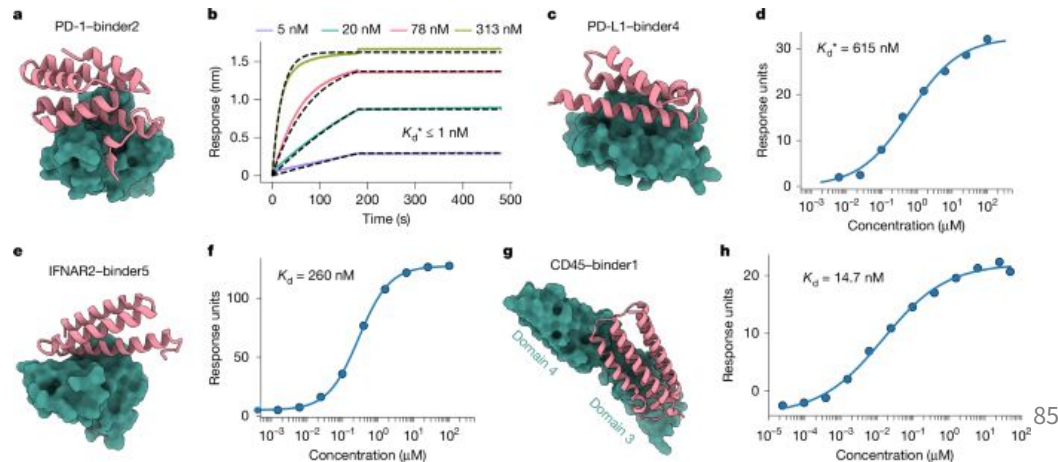 a
PD-1–binder2
b
5 nM 20 nM 78 nM 313 nM
Response (nm)
1.5
1.0
0.5
0
K_d* ≤ 1 nM
0 100 200 300 400 500
Time (s)
c
PD-L1–binder4
d
K_d* = 615 nM
Response units
30
20
10
0
10⁻³ 10⁻² 10⁻¹ 10⁰ 10¹ 10²
Concentration (μM)
e
IFNAR2–binder5
f
K_d = 260 nM
Response units
100
50
0
10⁻³ 10⁻² 10⁻¹ 10⁰ 10¹ 10²
Concentration (μM)
g
CD45–binder1
Domain 4
Domain 3
h
K_d = 14.7 nM
Response units
20
10
0
10⁻⁵ 10⁻⁴ 10⁻³ 10⁻² 10⁻¹ 10⁰ 10¹ 10²
Concentration (μM)
85